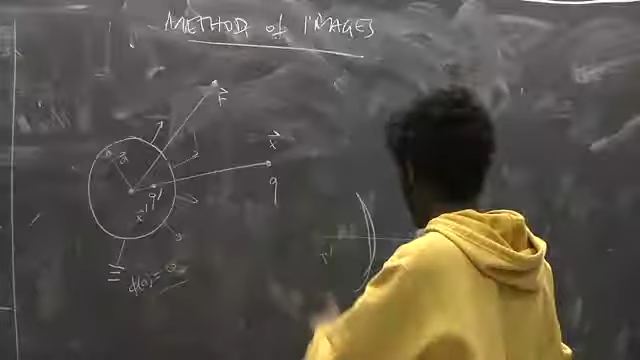 METHOD of IMAGES
r⃗
x⃗
a⃗
q'
q
x'
ϕ(a) = 0